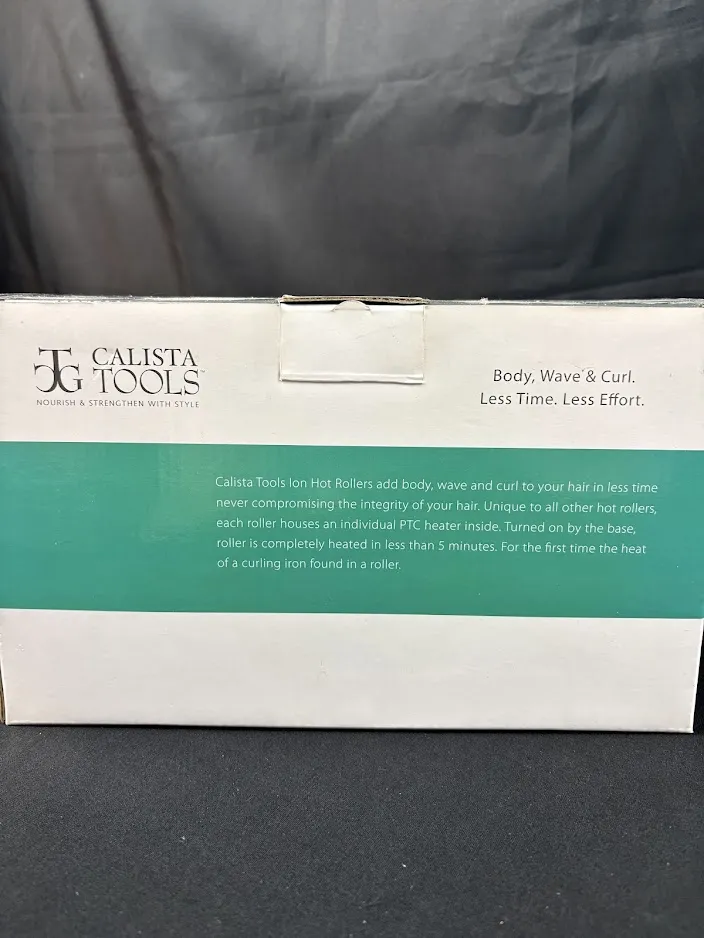 CALISTA
TOOLS™
NOURISH & STRENGTHEN WITH STYLE
Body, Wave & Curl.
Less Time. Less Effort.
Calista Tools Ion Hot Rollers add body, wave and curl to your hair in less time
never compromising the integrity of your hair. Unique to all other hot rollers,
each roller houses an individual PTC heater inside. Turned on by the base,
roller is completely heated in less than 5 minutes. For the first time the heat
of a curling iron found in a roller.